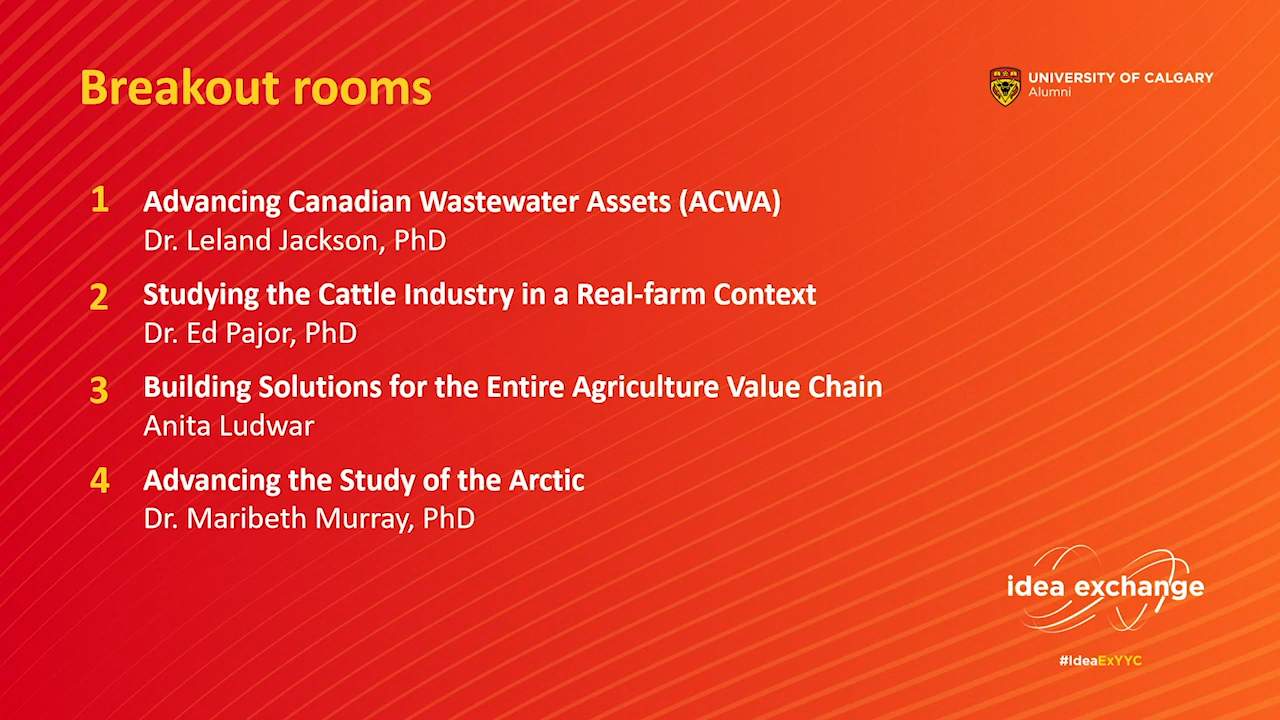 Breakout rooms
UNIVERSITY OF CALGARY
Alumni
1 Advancing Canadian Wastewater Assets (ACWA)
Dr. Leland Jackson, PhD
2 Studying the Cattle Industry in a Real-farm Context
Dr. Ed Pajor, PhD
3 Building Solutions for the Entire Agriculture Value Chain
Anita Ludwar
4 Advancing the Study of the Arctic
Dr. Maribeth Murray, PhD
idea exchange
#IdeaExYYC